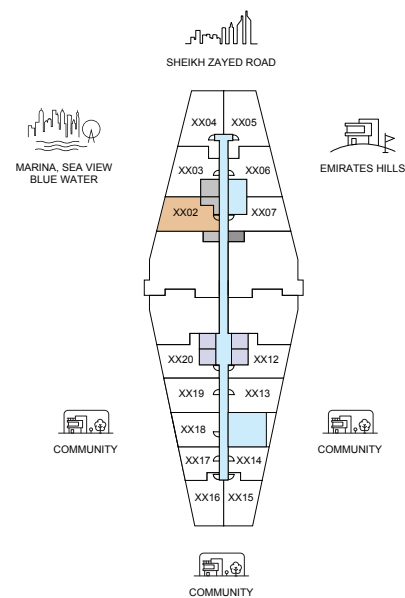 SHEIKH ZAYED ROAD
XX04 XX05
MARINA, SEA VIEW
BLUE WATER
EMIRATES HILLS
XX03 XX06
XX02 XX07
XX20 XX12
XX19 XX13
COMMUNITY
XX18
COMMUNITY
XX17 XX14
XX16 XX15
COMMUNITY